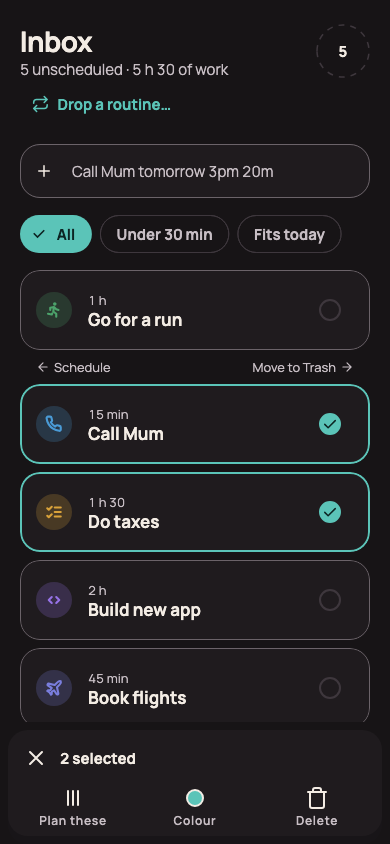 Inbox
5 unscheduled · 5 h 30 of work
5
Drop a routine…
Call Mum tomorrow 3pm 20m
All
Under 30 min
Fits today
1 h
Go for a run
← Schedule
Move to Trash →
15 min
Call Mum
1 h 30
Do taxes
2 h
Build new app
45 min
Book flights
2 selected
Plan these
Colour
Delete